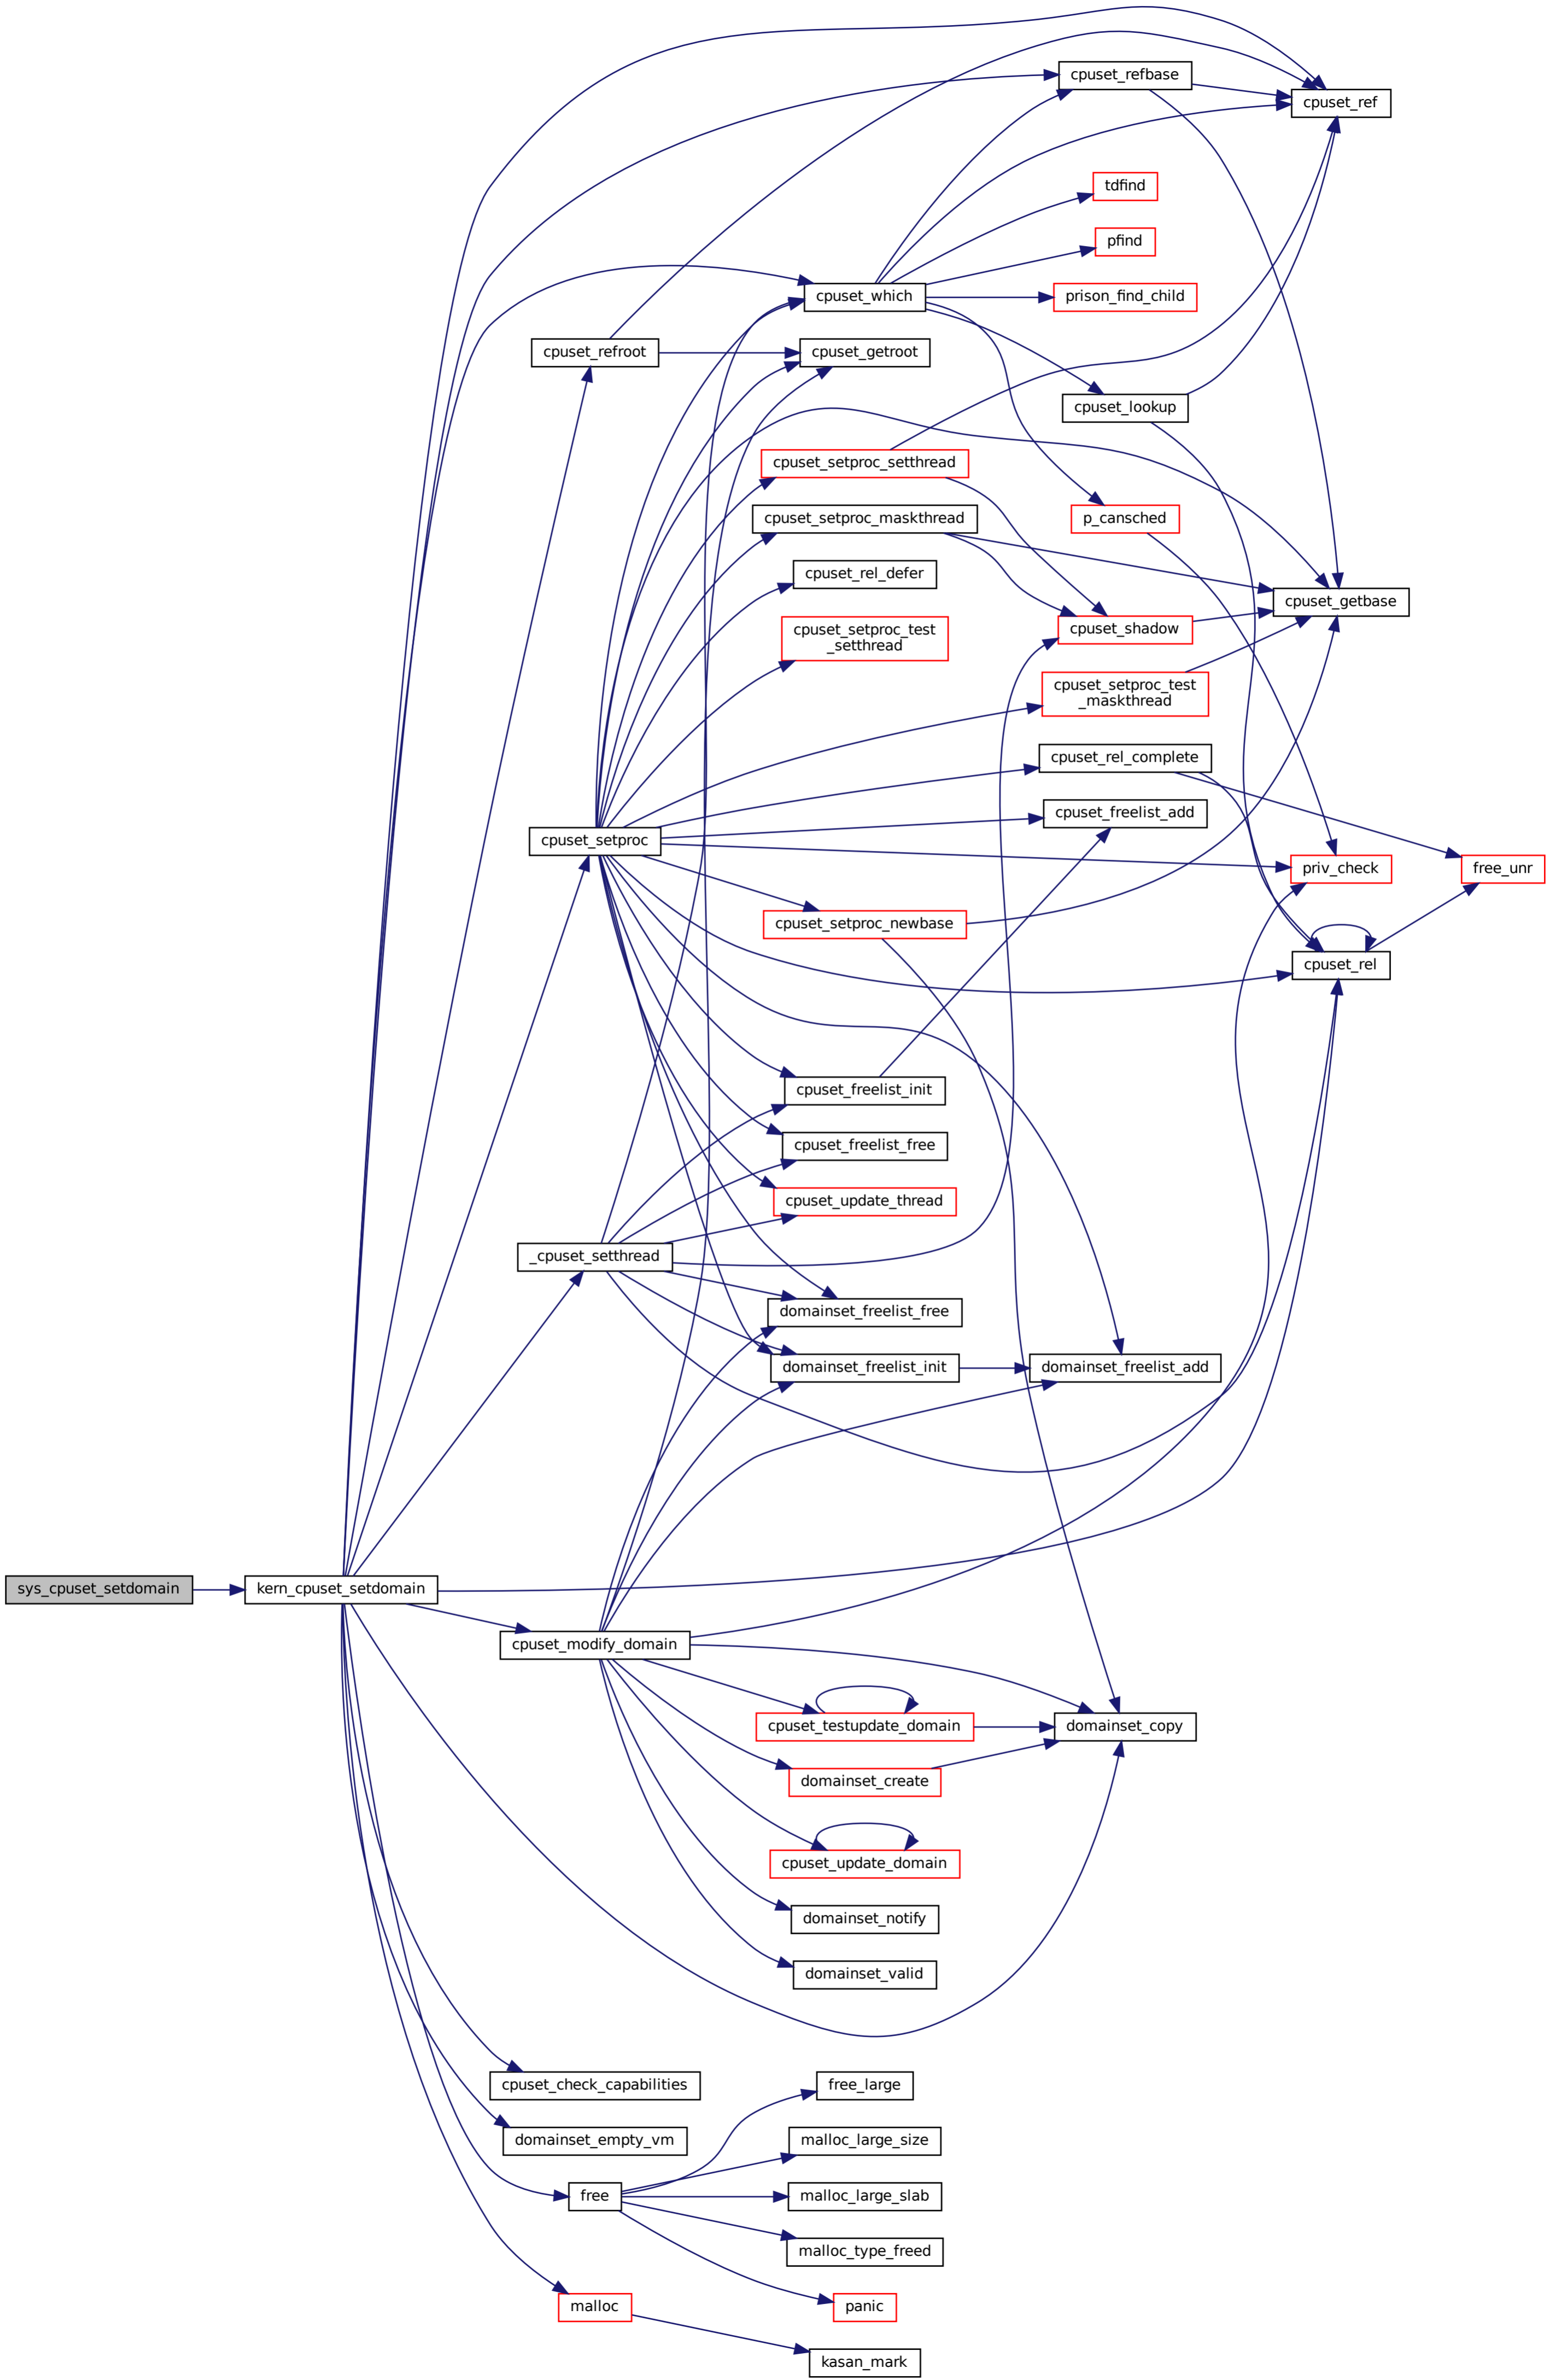 cpuset_refbase
cpuset_ref
tdfind
pfind
cpuset_which
prison_find_child
cpuset_refroot
cpuset_getroot
cpuset_lookup
cpuset_setproc_setthread
cpuset_setproc_maskthread
p_cansched
cpuset_rel_defer
cpuset_getbase
cpuset_setproc_test
_setthread
cpuset_shadow
cpuset_setproc_test
_maskthread
cpuset_rel_complete
cpuset_freelist_add
cpuset_setproc
priv_check
free_unr
cpuset_setproc_newbase
cpuset_rel
cpuset_freelist_init
cpuset_freelist_free
cpuset_update_thread
_cpuset_setthread
domainset_freelist_free
domainset_freelist_init
domainset_freelist_add
sys_cpuset_setdomain
kern_cpuset_setdomain
cpuset_modify_domain
cpuset_testupdate_domain
domainset_copy
domainset_create
cpuset_update_domain
domainset_notify
domainset_valid
cpuset_check_capabilities
free_large
domainset_empty_vm
malloc_large_size
free
malloc_large_slab
malloc_type_freed
malloc
panic
kasan_mark